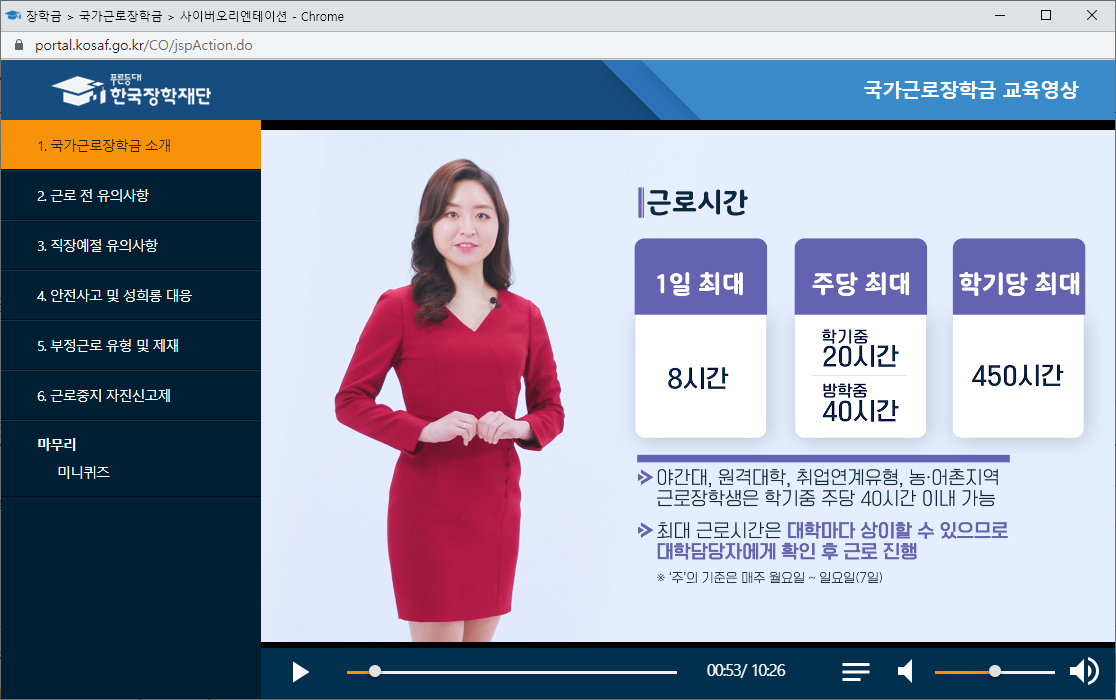 장학금 > 국가근로장학금 > 사이버오리엔테이션 - Chrome
portal.kosaf.go.kr/CO/jspAction.do
푸른등대
한국장학재단
국가근로장학금 교육영상
1. 국가근로장학금 소개
2. 근로 전 유의사항
3. 직장예절 유의사항
4. 안전사고 및 성희롱 대응
5. 부정근로 유형 및 제재
6. 근로중지 자진신고제
마무리
미니퀴즈
근로시간
1일 최대
8시간
주당 최대
학기중
20시간
방학중
40시간
학기당 최대
450시간
야간대, 원격대학, 취업연계유형, 농·어촌지역
근로장학생은 학기중 주당 40시간 이내 가능
최대 근로시간은 대학마다 상이할 수 있으므로
대학담당자에게 확인 후 근로 진행
※ '주'의 기준은 매주 월요일 ~ 일요일(7일)
00:53/ 10:26